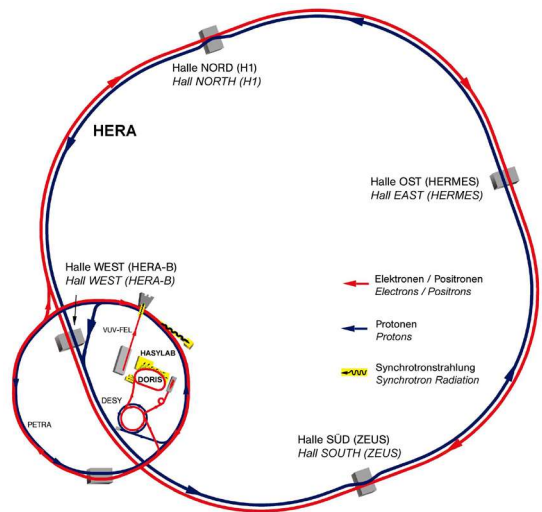 Halle NORD (H1)
Hall NORTH (H1)
HERA
Halle OST (HERMES)
Hall EAST (HERMES)
Halle WEST (HERA-B)
Hall WEST (HERA-B)
Elektronen / Positronen
Electrons / Positrons
VUV-FEL
Protonen
Protons
HASYLAB
Synchrotronstrahlung
Synchrotron Radiation
DORIS
DESY
PETRA
Halle SÜD (ZEUS)
Hall SOUTH (ZEUS)